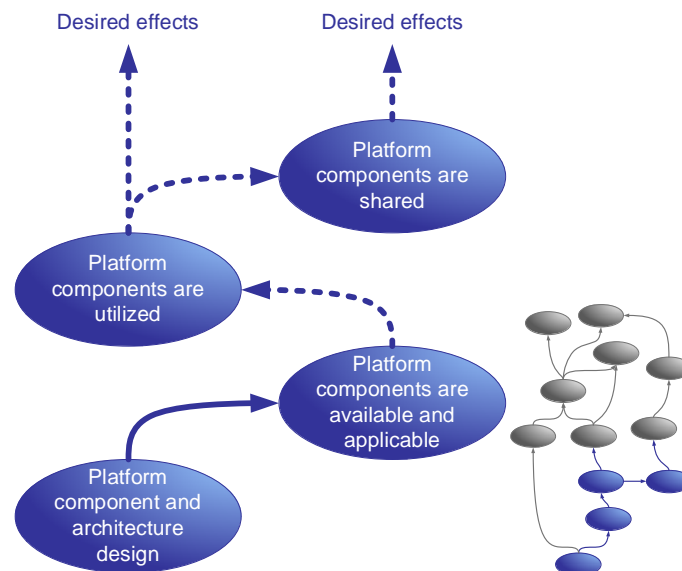 Desired effects
Desired effects
Platform
components are
shared
Platform
components are
utilized
Platform
components are
available and
applicable
Platform
component and
architecture
design